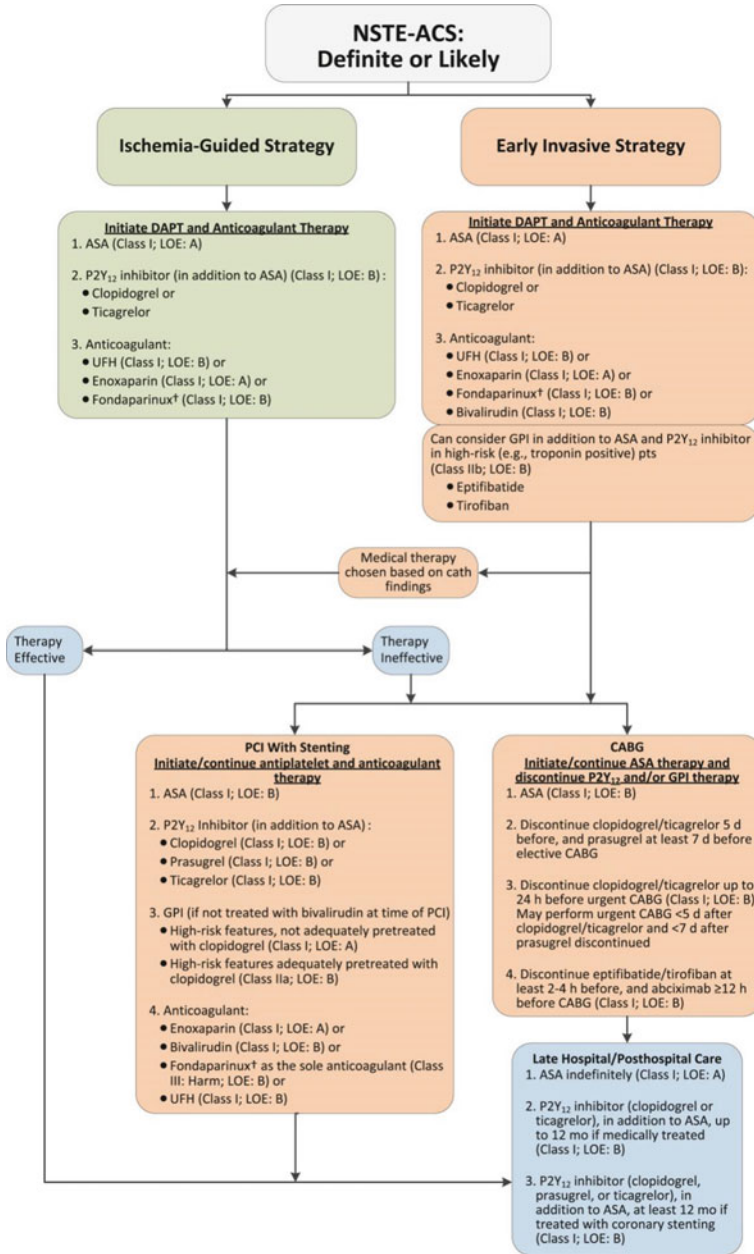 NSTE-ACS:
Definite or Likely
Ischemia-Guided Strategy
Early Invasive Strategy
Initiate DAPT and Anticoagulant Therapy
1. ASA (Class I; LOE: A)
2. P2Y₁₂ inhibitor (in addition to ASA) (Class I; LOE: B) :
● Clopidogrel or
● Ticagrelor
3. Anticoagulant:
● UFH (Class I; LOE: B) or
● Enoxaparin (Class I; LOE: A) or
● Fondaparinux† (Class I; LOE: B)
Initiate DAPT and Anticoagulant Therapy
1. ASA (Class I; LOE: A)
2. P2Y₁₂ inhibitor (in addition to ASA) (Class I; LOE: B):
● Clopidogrel or
● Ticagrelor
3. Anticoagulant:
● UFH (Class I; LOE: B) or
● Enoxaparin (Class I; LOE: A) or
● Fondaparinux† (Class I; LOE: B) or
● Bivalirudin (Class I; LOE: B)
Can consider GPI in addition to ASA and P2Y₁₂ inhibitor
in high-risk (e.g., troponin positive) pts
(Class IIb; LOE: B)
● Eptifibatide
● Tirofiban
Medical therapy
chosen based on cath
findings
Therapy
Effective
Therapy
Ineffective
PCI With Stenting
Initiate/continue antiplatelet and anticoagulant
therapy
1. ASA (Class I; LOE: B)
2. P2Y₁₂ Inhibitor (in addition to ASA) :
● Clopidogrel (Class I; LOE: B) or
● Prasugrel (Class I; LOE: B) or
● Ticagrelor (Class I; LOE: B)
3. GPI (if not treated with bivalirudin at time of PCI)
● High-risk features, not adequately pretreated
with clopidogrel (Class I; LOE: A)
● High-risk features adequately pretreated with
clopidogrel (Class IIa; LOE: B)
4. Anticoagulant:
● Enoxaparin (Class I; LOE: A) or
● Bivalirudin (Class I; LOE: B) or
● Fondaparinux† as the sole anticoagulant (Class
III: Harm; LOE: B) or
● UFH (Class I; LOE: B)
CABG
Initiate/continue ASA therapy and
discontinue P2Y₁₂ and/or GPI therapy
1. ASA (Class I; LOE: B)
2. Discontinue clopidogrel/ticagrelor 5 d
before, and prasugrel at least 7 d before
elective CABG
3. Discontinue clopidogrel/ticagrelor up to
24 h before urgent CABG (Class I; LOE: B)
May perform urgent CABG <5 d after
clopidogrel/ticagrelor and <7 d after
prasugrel discontinued
4. Discontinue eptifibatide/tirofiban at
least 2-4 h before, and abciximab ≥12 h
before CABG (Class I; LOE: B)
Late Hospital/Posthospital Care
1. ASA indefinitely (Class I; LOE: A)
2. P2Y₁₂ inhibitor (clopidogrel or
ticagrelor), in addition to ASA, up
to 12 mo if medically treated
(Class I; LOE: B)
3. P2Y₁₂ inhibitor (clopidogrel,
prasugrel, or ticagrelor), in
addition to ASA, at least 12 mo if
treated with coronary stenting
(Class I; LOE: B)